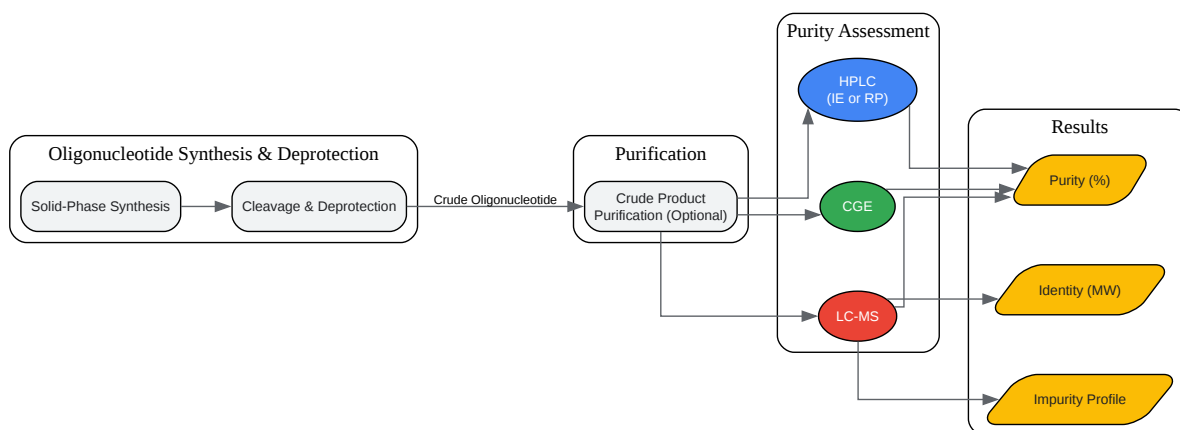 Oligonucleotide Synthesis & Deprotection
Solid-Phase Synthesis
Cleavage & Deprotection
Crude Oligonucleotide
Purification
Crude Product
Purification (Optional)
Purity Assessment
HPLC
(IE or RP)
CGE
LC-MS
Results
Purity (%)
Identity (MW)
Impurity Profile